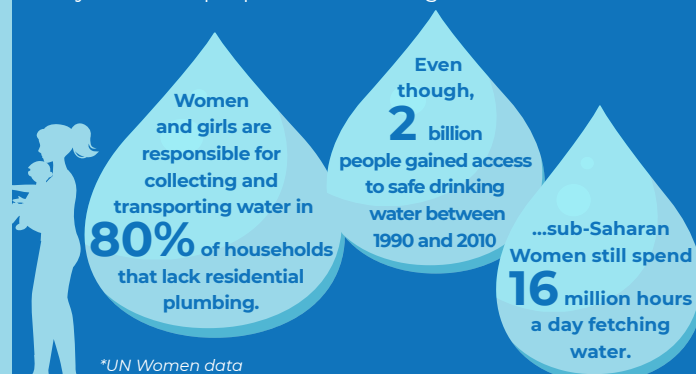 Women
and girls are
responsible for
collecting and
transporting water in
80% of households
that lack residential
plumbing.
Even
though,
2 billion
people gained access
to safe drinking
water between
1990 and 2010
...sub-Saharan
Women still spend
16 million hours
a day fetching
water.
*UN Women data